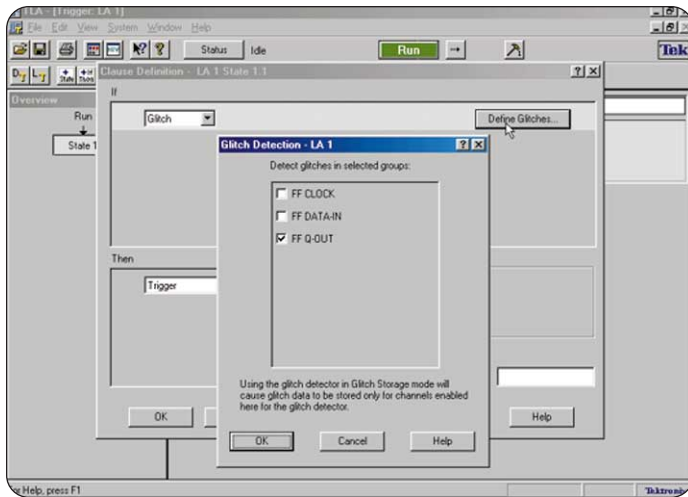 TLA - [Trigger: LA 1]
File Edit View System Window Help
Status Idle Run Tek
Clause Definition - LA 1 State 1.1
Overview
Run
State 1
If
Glitch
Define Glitches...
Glitch Detection - LA 1
Detect glitches in selected groups:
FF CLOCK
FF DATA-IN
FF Q-OUT
Then
Trigger
Using the glitch detector in Glitch Storage mode will
cause glitch data to be stored only for channels enabled
here for the glitch detector.
OK Help
OK Cancel Help
or Help, press F1
Tektronix